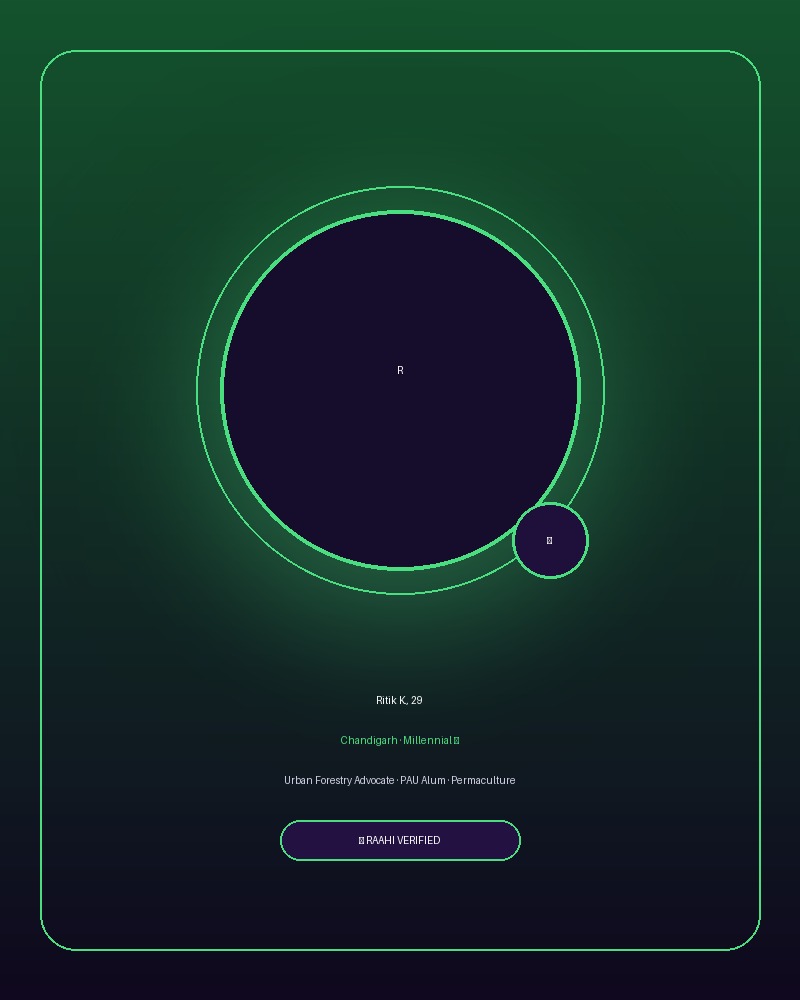 R
Ritik K, 29
Chandigarh · Millennial
Urban Forestry Advocate · PAU Alum · Permaculture
RAAHI VERIFIED